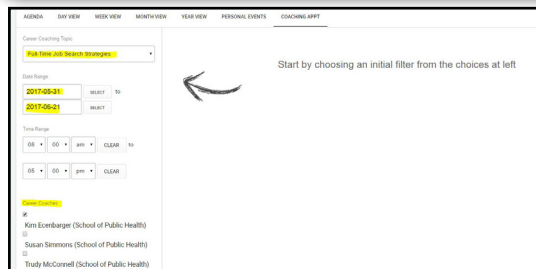 AGENDA DAY VIEW WEEK VIEW MONTH VIEW YEAR VIEW PERSONAL EVENTS COACHING APPT
Career Coaching Topic
Full-Time Job Search Strategies
Start by choosing an initial filter from the choices at left
Date Range
2017-05-31 SELECT to
2017-06-21 SELECT
Time Range
08 00 am CLEAR to
05 00 pm CLEAR
Career Coaches
Kim Ecenbarger (School of Public Health)
Susan Simmons (School of Public Health)
Trudy McConnell (School of Public Health)